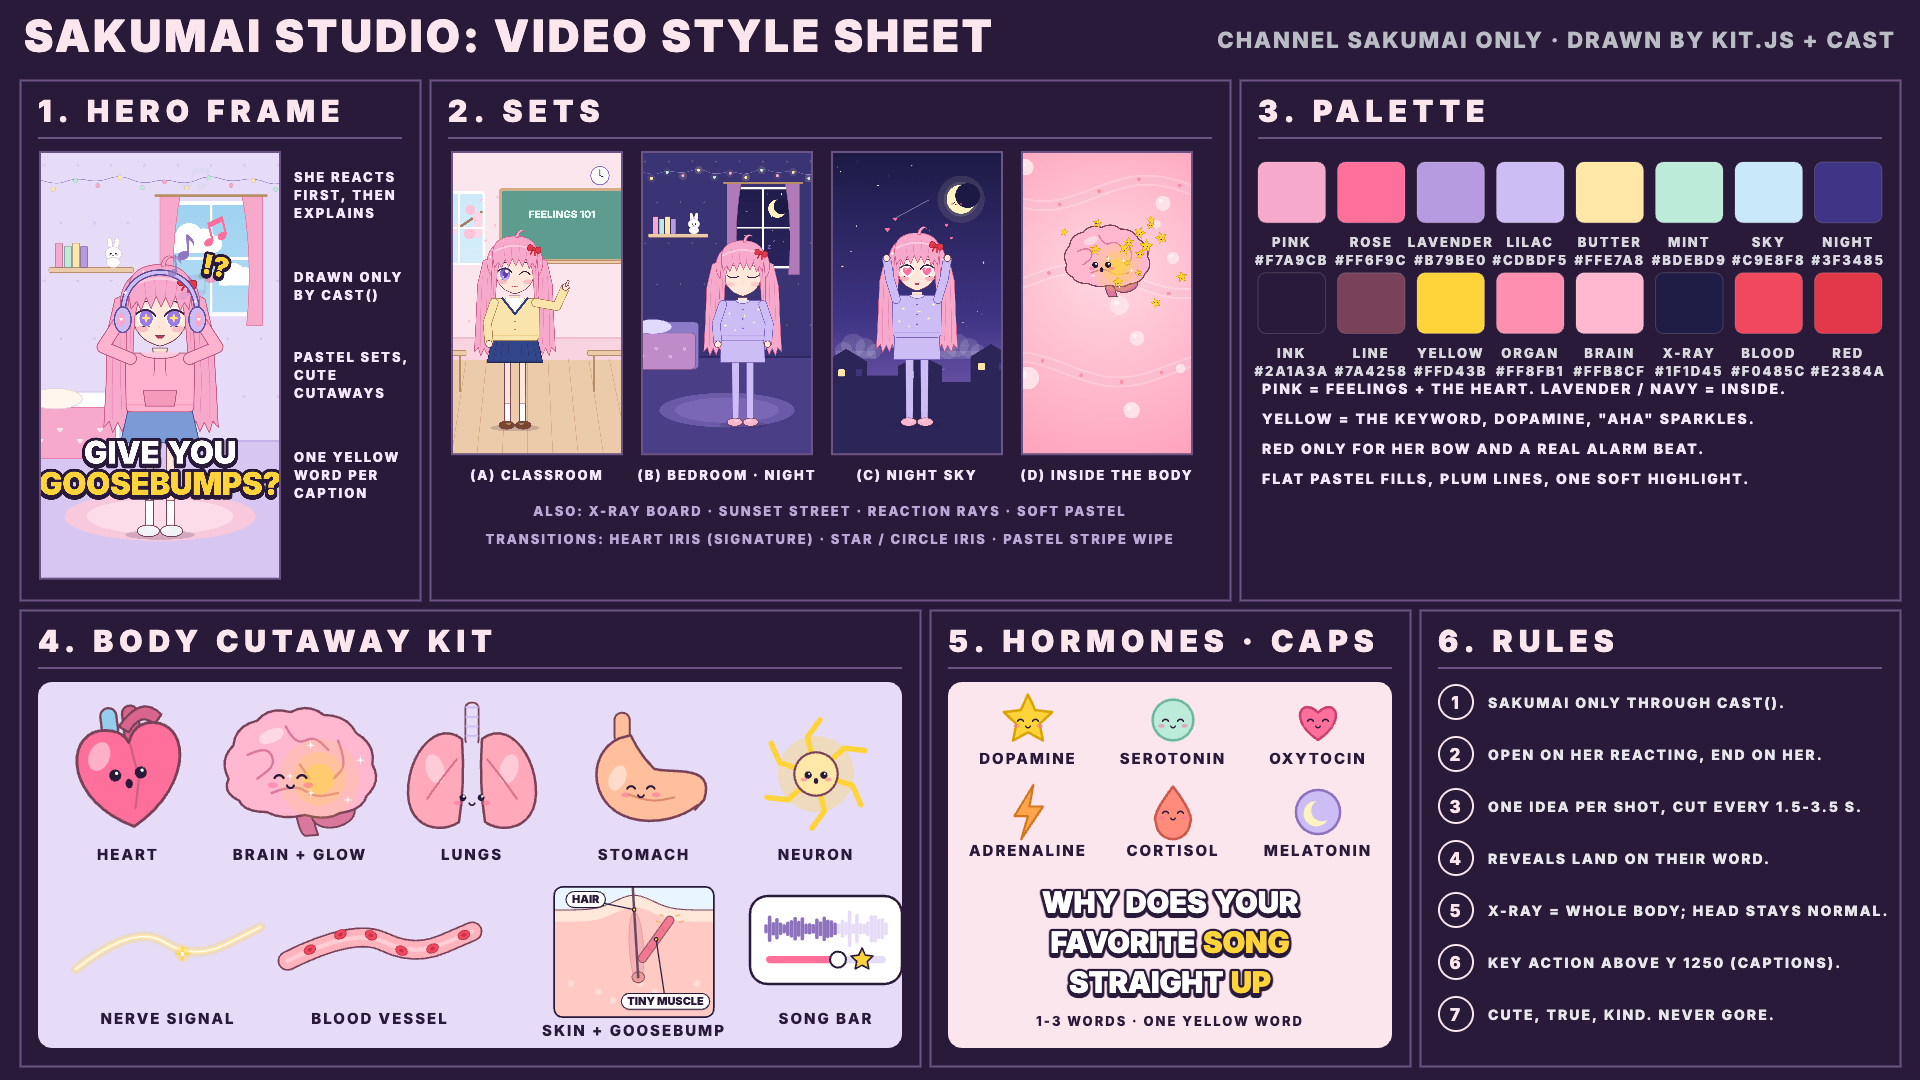 SAKUMAI STUDIO: VIDEO STYLE SHEET
CHANNEL SAKUMAI ONLY · DRAWN BY KIT.JS + CAST
1. HERO FRAME
!?
GIVE YOU
GOOSEBUMPS?
SHE REACTS
FIRST, THEN
EXPLAINS
DRAWN ONLY
BY CAST()
PASTEL SETS,
CUTE
CUTAWAYS
ONE YELLOW
WORD PER
CAPTION
2. SETS
FEELINGS 101
(A) CLASSROOM
(B) BEDROOM · NIGHT
(C) NIGHT SKY
(D) INSIDE THE BODY
ALSO: X-RAY BOARD · SUNSET STREET · REACTION RAYS · SOFT PASTEL
TRANSITIONS: HEART IRIS (SIGNATURE) · STAR / CIRCLE IRIS · PASTEL STRIPE WIPE
3. PALETTE
PINK ROSE LAVENDER LILAC BUTTER MINT SKY NIGHT
#F7A9CB #FF6F9C #B79BE0 #CDBDF5 #FFE7A8 #BDEBD9 #C9E8F8 #3F3485
INK LINE YELLOW ORGAN BRAIN X-RAY BLOOD RED
#2A1A3A #7A4258 #FFD43B #FF8FB1 #FFB8CF #1F1D45 #F0485C #E2384A
PINK = FEELINGS + THE HEART. LAVENDER / NAVY = INSIDE.
YELLOW = THE KEYWORD, DOPAMINE, "AHA" SPARKLES.
RED ONLY FOR HER BOW AND A REAL ALARM BEAT.
FLAT PASTEL FILLS, PLUM LINES, ONE SOFT HIGHLIGHT.
4. BODY CUTAWAY KIT
HEART
BRAIN + GLOW
LUNGS
STOMACH
NEURON
NERVE SIGNAL
BLOOD VESSEL
HAIR
TINY MUSCLE
SKIN + GOOSEBUMP
SONG BAR
5. HORMONES · CAPS
DOPAMINE
SEROTONIN
OXYTOCIN
ADRENALINE
CORTISOL
MELATONIN
WHY DOES YOUR
FAVORITE SONG
STRAIGHT UP
1-3 WORDS · ONE YELLOW WORD
6. RULES
1 SAKUMAI ONLY THROUGH CAST().
2 OPEN ON HER REACTING, END ON HER.
3 ONE IDEA PER SHOT, CUT EVERY 1.5-3.5 S.
4 REVEALS LAND ON THEIR WORD.
5 X-RAY = WHOLE BODY; HEAD STAYS NORMAL.
6 KEY ACTION ABOVE Y 1250 (CAPTIONS).
7 CUTE, TRUE, KIND. NEVER GORE.